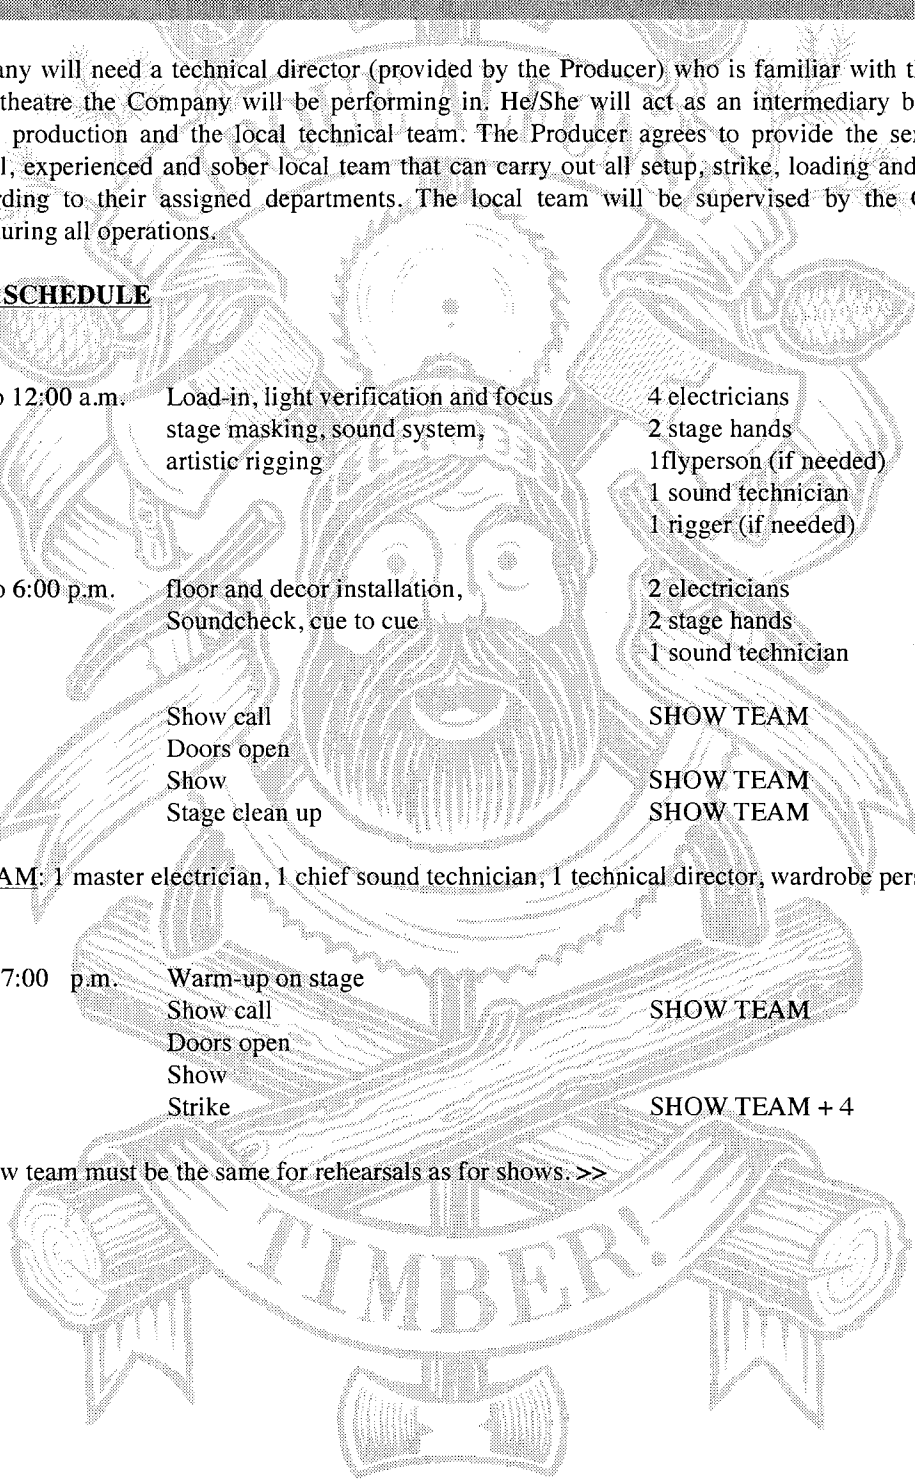 any will need a technical director (provided by the Producer) who is familiar with t
theatre the Company will be performing in. He/She will act as an intermediary b
production and the local technical team. The Producer agrees to provide the se
l, experienced and sober local team that can carry out all setup, strike, loading and
ding to their assigned departments. The local team will be supervised by the
uring all operations.
SCHEDULE
o 12:00 a.m. Load-in, light verification and focus 4 electricians
stage masking, sound system, 2 stage hands
artistic rigging 1flyperson (if needed)
1 sound technician
1 rigger (if needed)
o 6:00 p.m. floor and decor installation, 2 electricians
Soundcheck, cue to cue 2 stage hands
1 sound technician
Show call SHOW TEAM
Doors open
Show SHOW TEAM
Stage clean up SHOW TEAM
AM: 1 master electrician, 1 chief sound technician, 1 technical director, wardrobe pers
7:00 p.m. Warm-up on stage
Show call SHOW TEAM
Doors open
Show
Strike SHOW TEAM + 4
w team must be the same for rehearsals as for shows. >>
TIMBER!